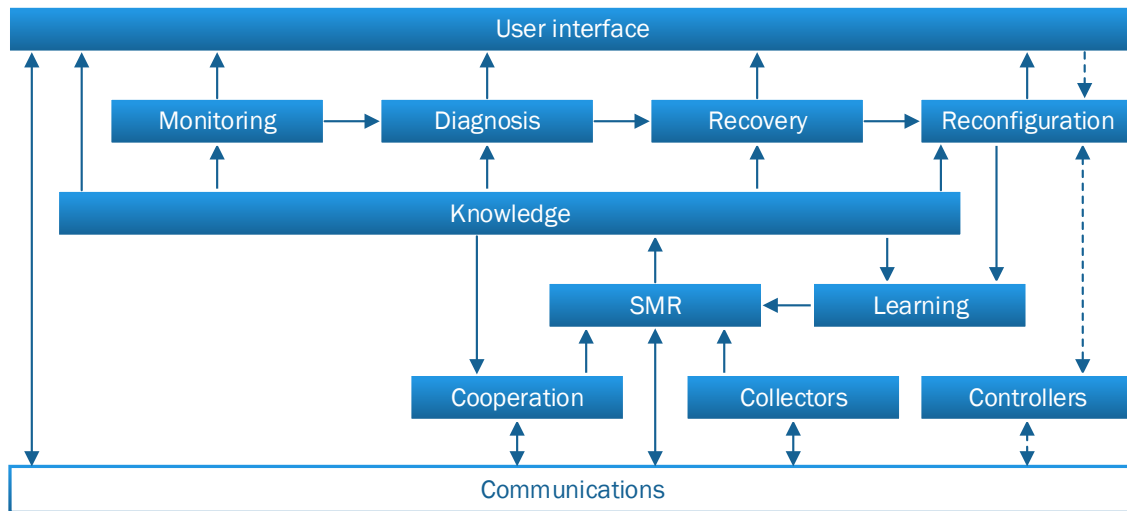 User interface
Monitoring
Diagnosis
Recovery
Reconfiguration
Knowledge
SMR
Learning
Cooperation
Collectors
Controllers
Communications